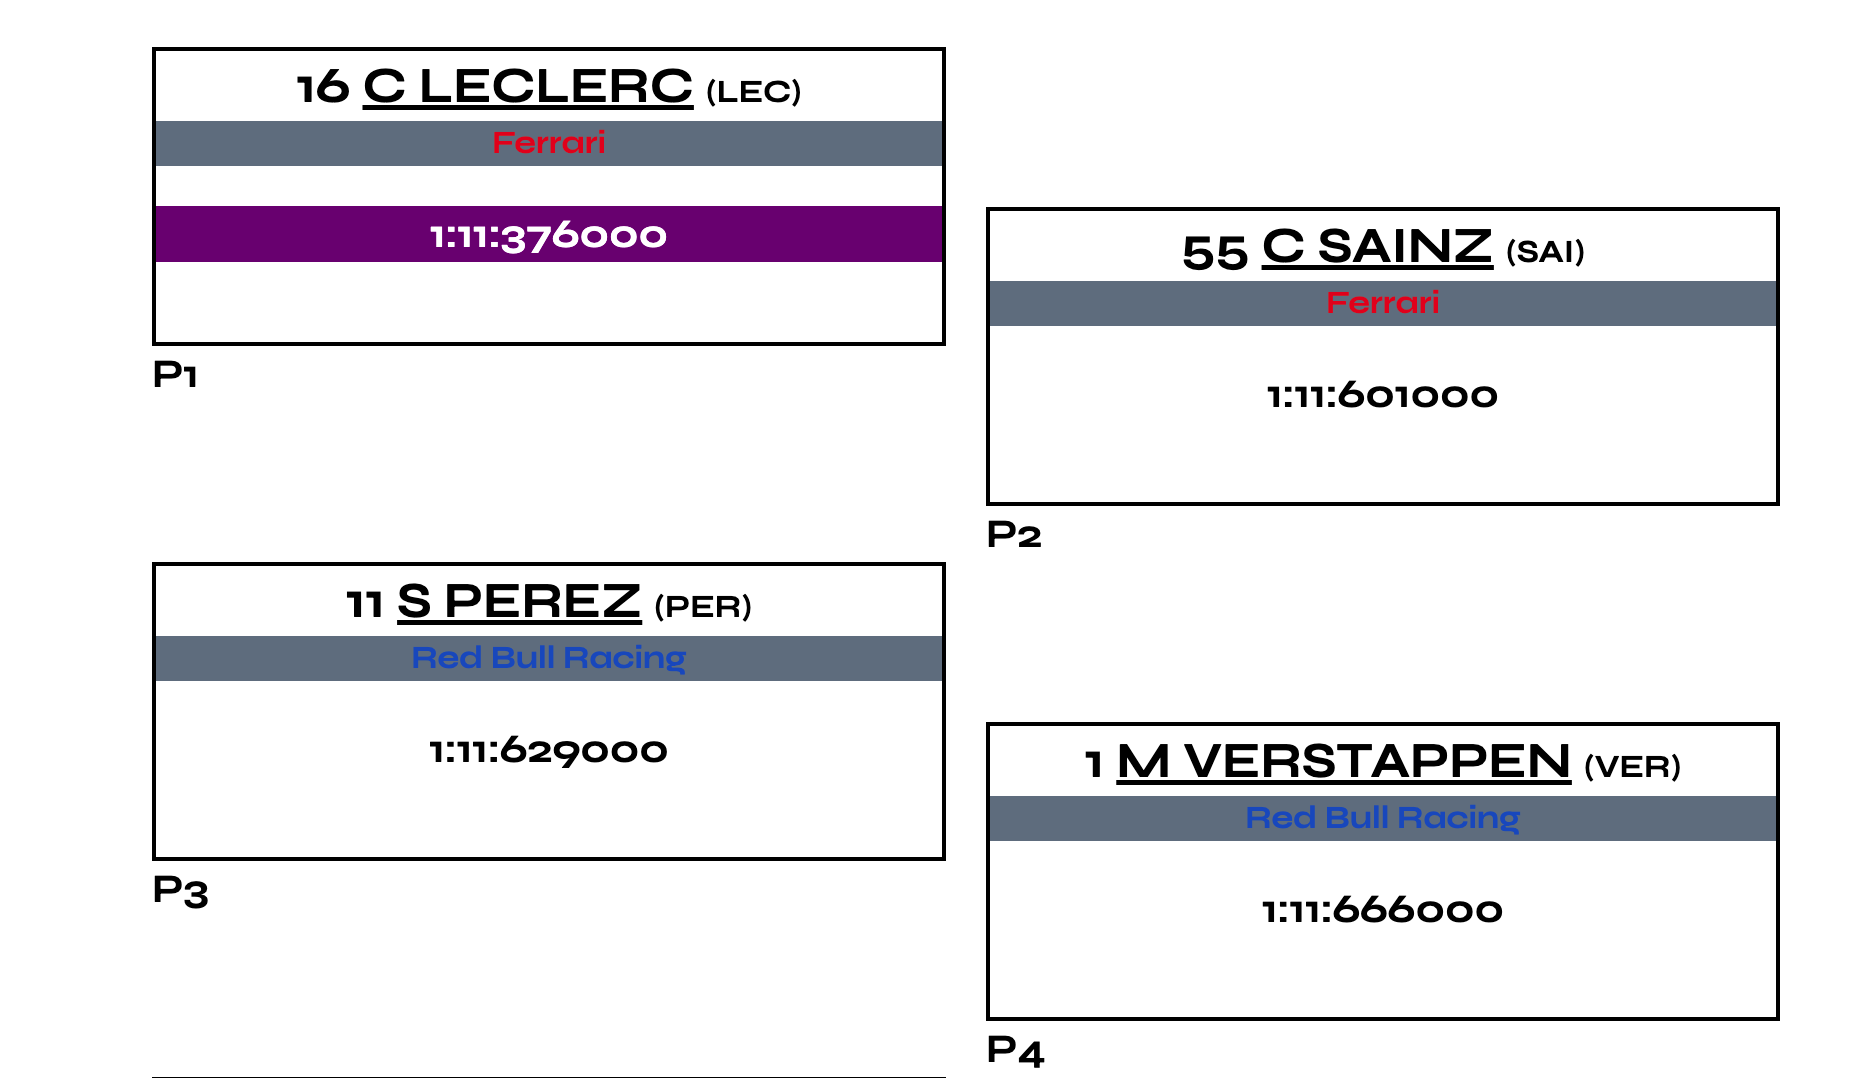 16 C LECLERC (LEC)
Ferrari
1:11:376000
P1
55 C SAINZ (SAI)
Ferrari
1:11:601000
P2
11 S PEREZ (PER)
Red Bull Racing
1:11:629000
P3
1 M VERSTAPPEN (VER)
Red Bull Racing
1:11:666000
P4